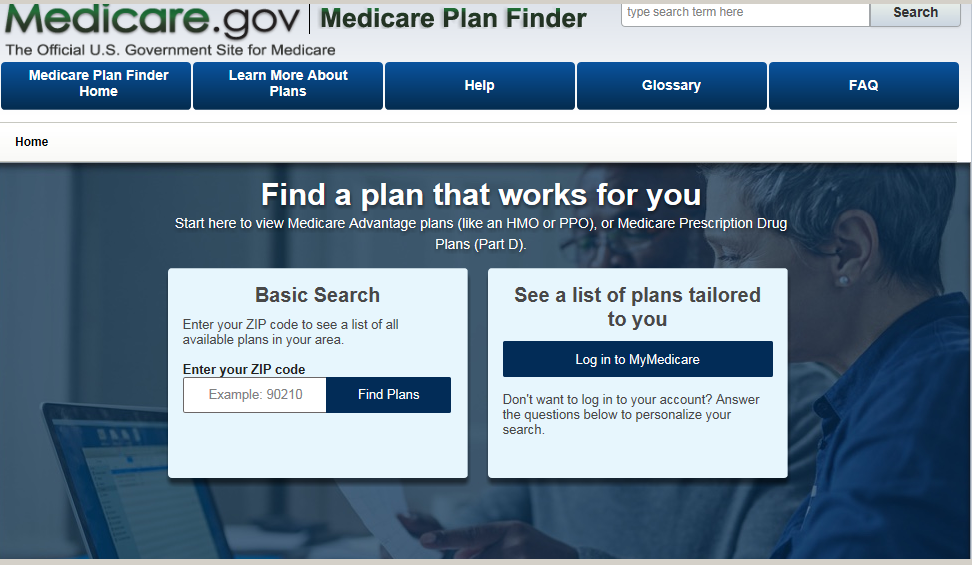 Medicare.gov | Medicare Plan Finder
type search term here
Search
The Official U.S. Government Site for Medicare
Medicare Plan Finder
Home
Learn More About
Plans
Help
Glossary
FAQ
Home
Find a plan that works for you
Start here to view Medicare Advantage plans (like an HMO or PPO), or Medicare Prescription Drug
Plans (Part D).
Basic Search
Enter your ZIP code to see a list of all
available plans in your area.
Enter your ZIP code
Example: 90210
Find Plans
See a list of plans tailored
to you
Log in to MyMedicare
Don't want to log in to your account? Answer
the questions below to personalize your
search.